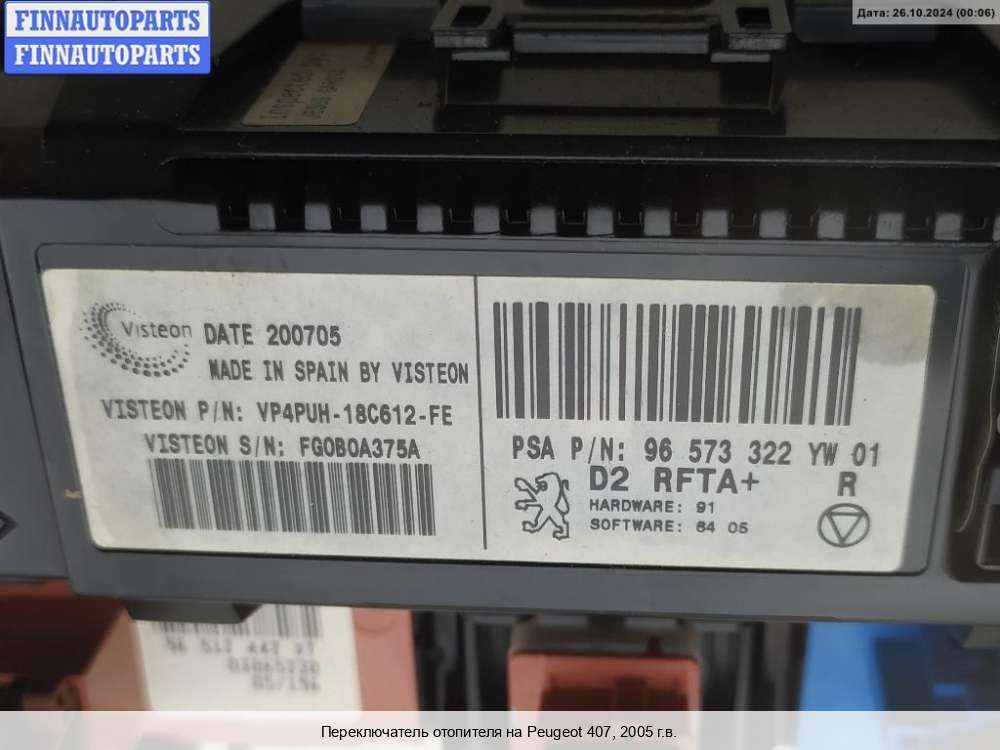 FINNAUTOPARTS
FINNAUTOPARTS
Дата: 26.10.2024 (00:06)
Inspected
Visteon DATE 200705
MADE IN SPAIN BY VISTEON
VISTEON P/N: VP4PUH-18C612-FE
VISTEON S/N: FG0B0A375A
PSA P/N: 96 573 322 YW 01
D2 RFTA+ R
HARDWARE: 91
SOFTWARE: 64 05
Переключатель отопителя на Peugeot 407, 2005 г.в.